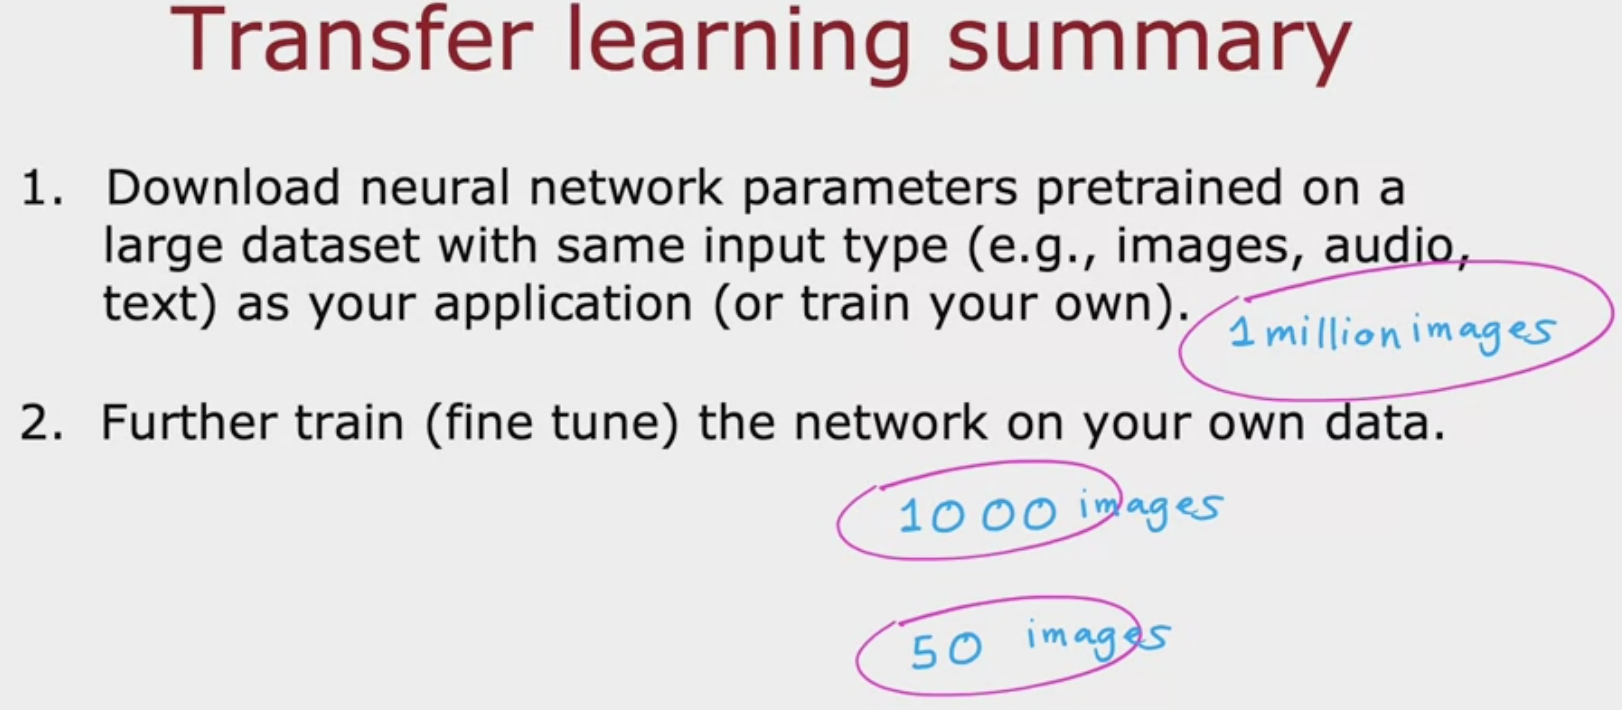 Transfer learning summary
1. Download neural network parameters pretrained on a
large dataset with same input type (e.g., images, audio,
text) as your application (or train your own).
1 million images
2. Further train (fine tune) the network on your own data.
1000 images
50 images